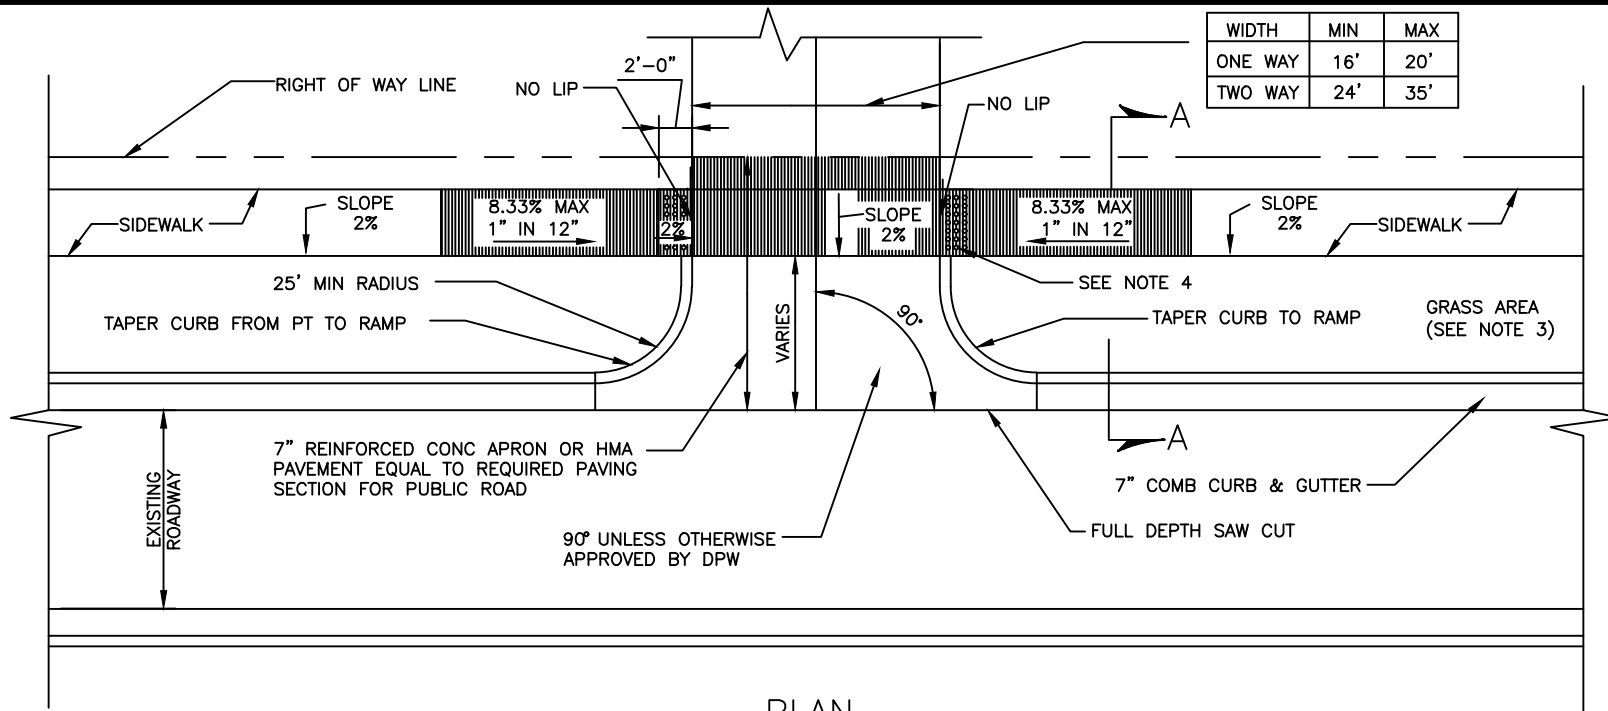 WIDTH MIN MAX
ONE WAY 16' 20'
TWO WAY 24' 35'
2'-0"
RIGHT OF WAY LINE
NO LIP
NO LIP
A
SLOPE
2%
8.33% MAX
1" IN 12"
2%
SLOPE
2%
8.33% MAX
1" IN 12"
SLOPE
2%
SIDEWALK
SIDEWALK
25' MIN RADIUS
SEE NOTE 4
TAPER CURB FROM PT TO RAMP
VARIES
90°
TAPER CURB TO RAMP
GRASS AREA
(SEE NOTE 3)
A
7" REINFORCED CONC APRON OR HMA
PAVEMENT EQUAL TO REQUIRED PAVING
SECTION FOR PUBLIC ROAD
7" COMB CURB & GUTTER
EXISTING
ROADWAY
90° UNLESS OTHERWISE
APPROVED BY DPW
FULL DEPTH SAW CUT
PLAN